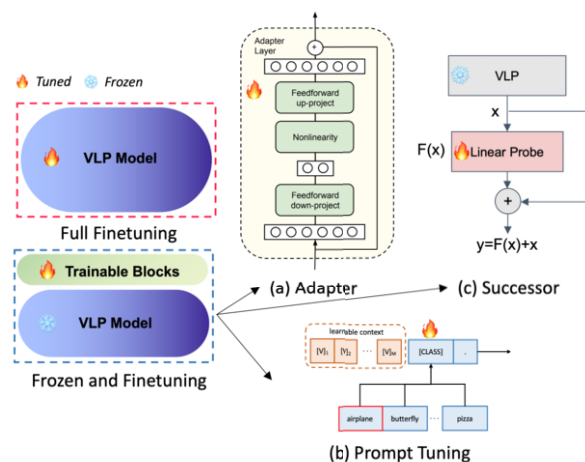 Tuned
Frozen
VLP Model
Full Finetuning
Trainable Blocks
VLP Model
Frozen and Finetuning
Adapter
Layer
+
Feedforward
up-project
Nonlinearity
Feedforward
down-project
(a) Adapter
VLP
x
F(x)
Linear Probe
+
y=F(x)+x
(c) Successor
learnable context
[V]1 [V]2 ... [V]M [CLASS] .
airplane butterfly ... pizza
(b) Prompt Tuning